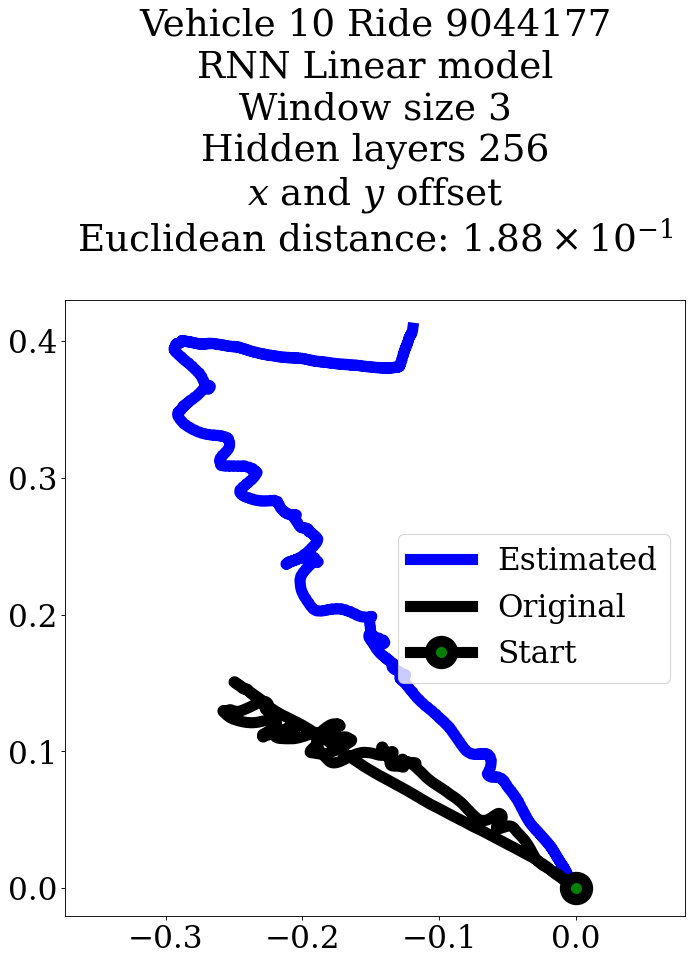 Vehicle 10 Ride 9044177
RNN Linear model
Window size 3
Hidden layers 256
x and y offset
Euclidean distance: 1.88 × 10⁻¹
0.4
0.3
0.2
0.1
0.0
Estimated
Original
Start
−0.3 −0.2 −0.1 0.0